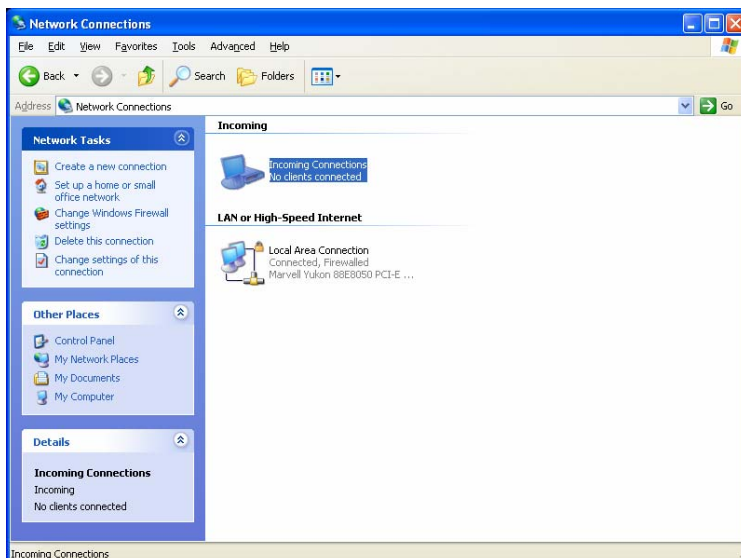 Network Connections
File Edit View Favorites Tools Advanced Help
Back Search Folders
Address Network Connections Go
Network Tasks
Create a new connection
Set up a home or small
office network
Change Windows Firewall
settings
Delete this connection
Change settings of this
connection
Other Places
Control Panel
My Network Places
My Documents
My Computer
Details
Incoming Connections
Incoming
No clients connected
Incoming
Incoming Connections
No clients connected
LAN or High-Speed Internet
Local Area Connection
Connected, Firewalled
Marvell Yukon 88E8050 PCI-E ...
Incoming Connections